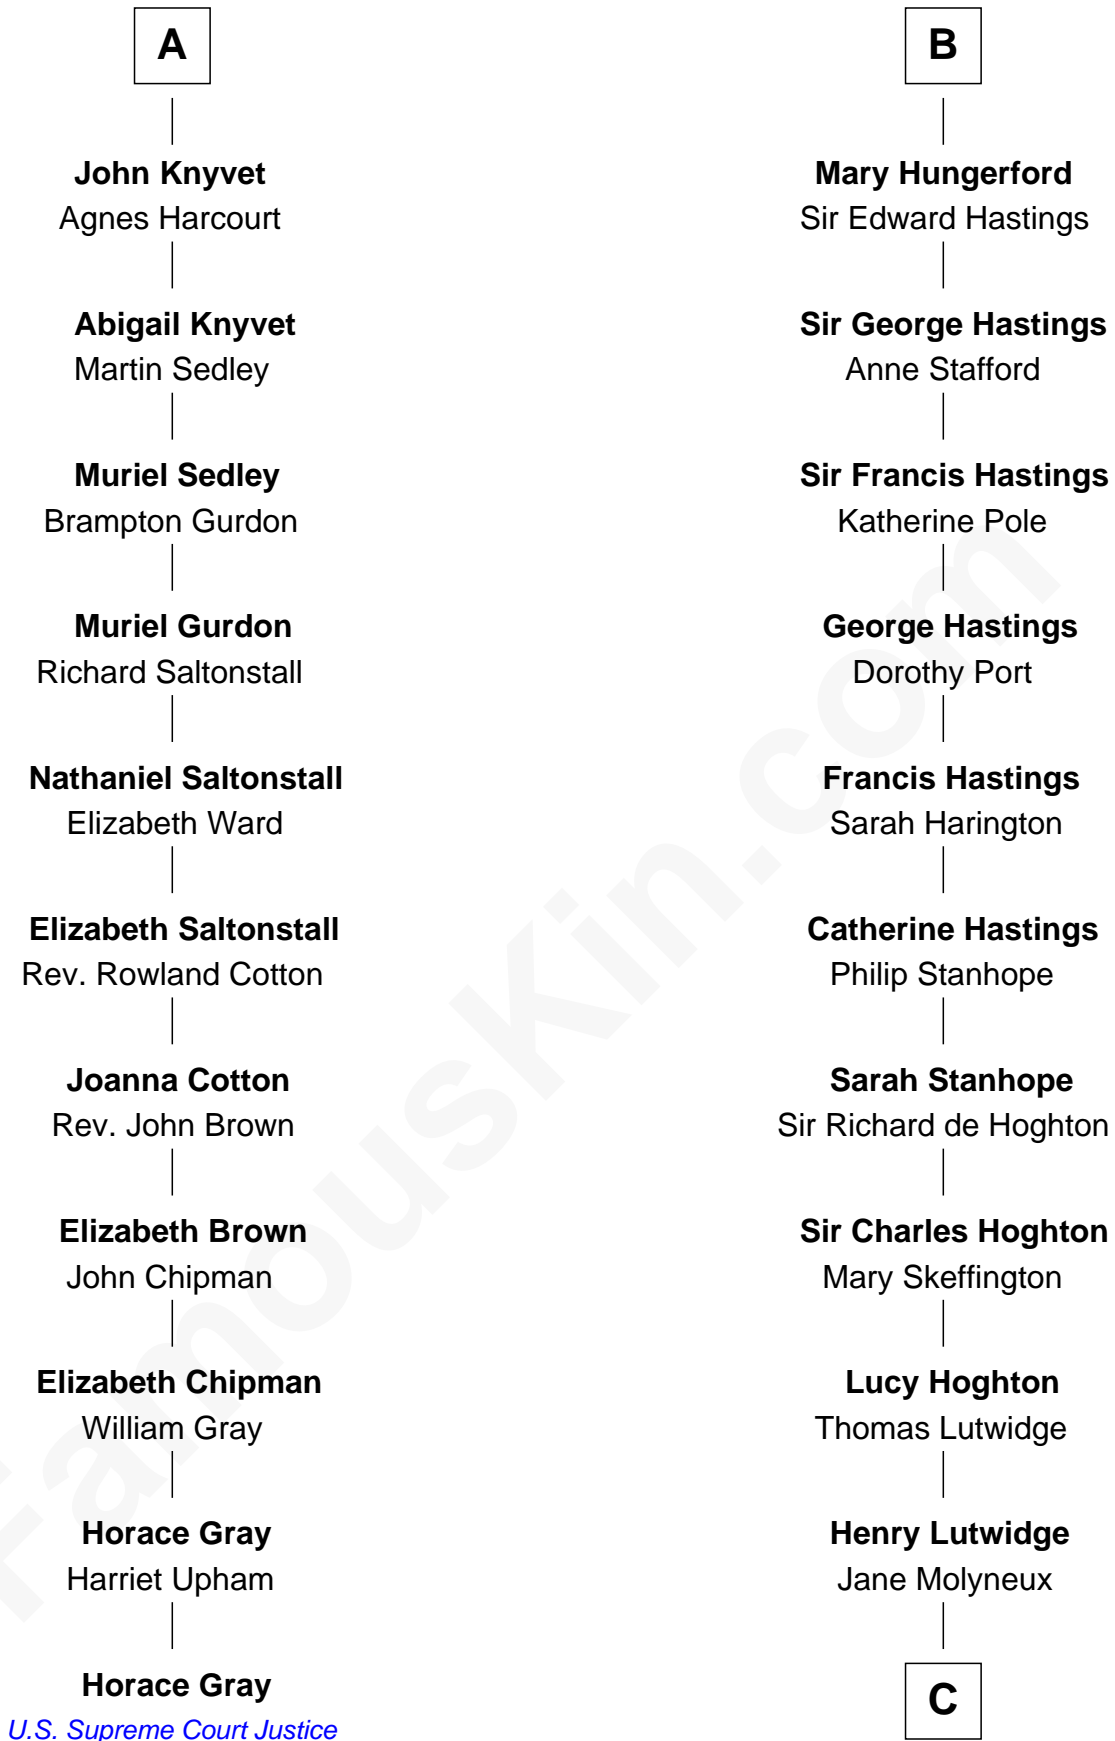 A
John Knyvet
Agnes Harcourt
Abigail Knyvet
Martin Sedley
Muriel Sedley
Brampton Gurdon
Muriel Gurdon
Richard Saltonstall
Nathaniel Saltonstall
Elizabeth Ward
Elizabeth Saltonstall
Rev. Rowland Cotton
Joanna Cotton
Rev. John Brown
Elizabeth Brown
John Chipman
Elizabeth Chipman
William Gray
Horace Gray
Harriet Upham
Horace Gray
U.S. Supreme Court Justice
B
Mary Hungerford
Sir Edward Hastings
Sir George Hastings
Anne Stafford
Sir Francis Hastings
Katherine Pole
George Hastings
Dorothy Port
Francis Hastings
Sarah Harington
Catherine Hastings
Philip Stanhope
Sarah Stanhope
Sir Richard de Hoghton
Sir Charles Hoghton
Mary Skeffington
Lucy Hoghton
Thomas Lutwidge
Henry Lutwidge
Jane Molyneux
C
FamousKin.com